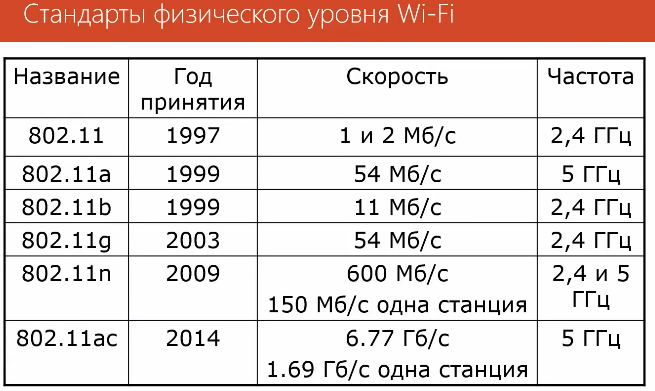 Стандарты физического уровня Wi-Fi
Название Год принятия Скорость Частота
802.11 1997 1 и 2 Мб/с 2,4 ГГц
802.11a 1999 54 Мб/с 5 ГГц
802.11b 1999 11 Мб/с 2,4 ГГц
802.11g 2003 54 Мб/с 2,4 ГГц
802.11n 2009 600 Мб/с 2,4 и 5 ГГц
150 Мб/с одна станция
802.11ac 2014 6.77 Гб/с 5 ГГц
1.69 Гб/с одна станция